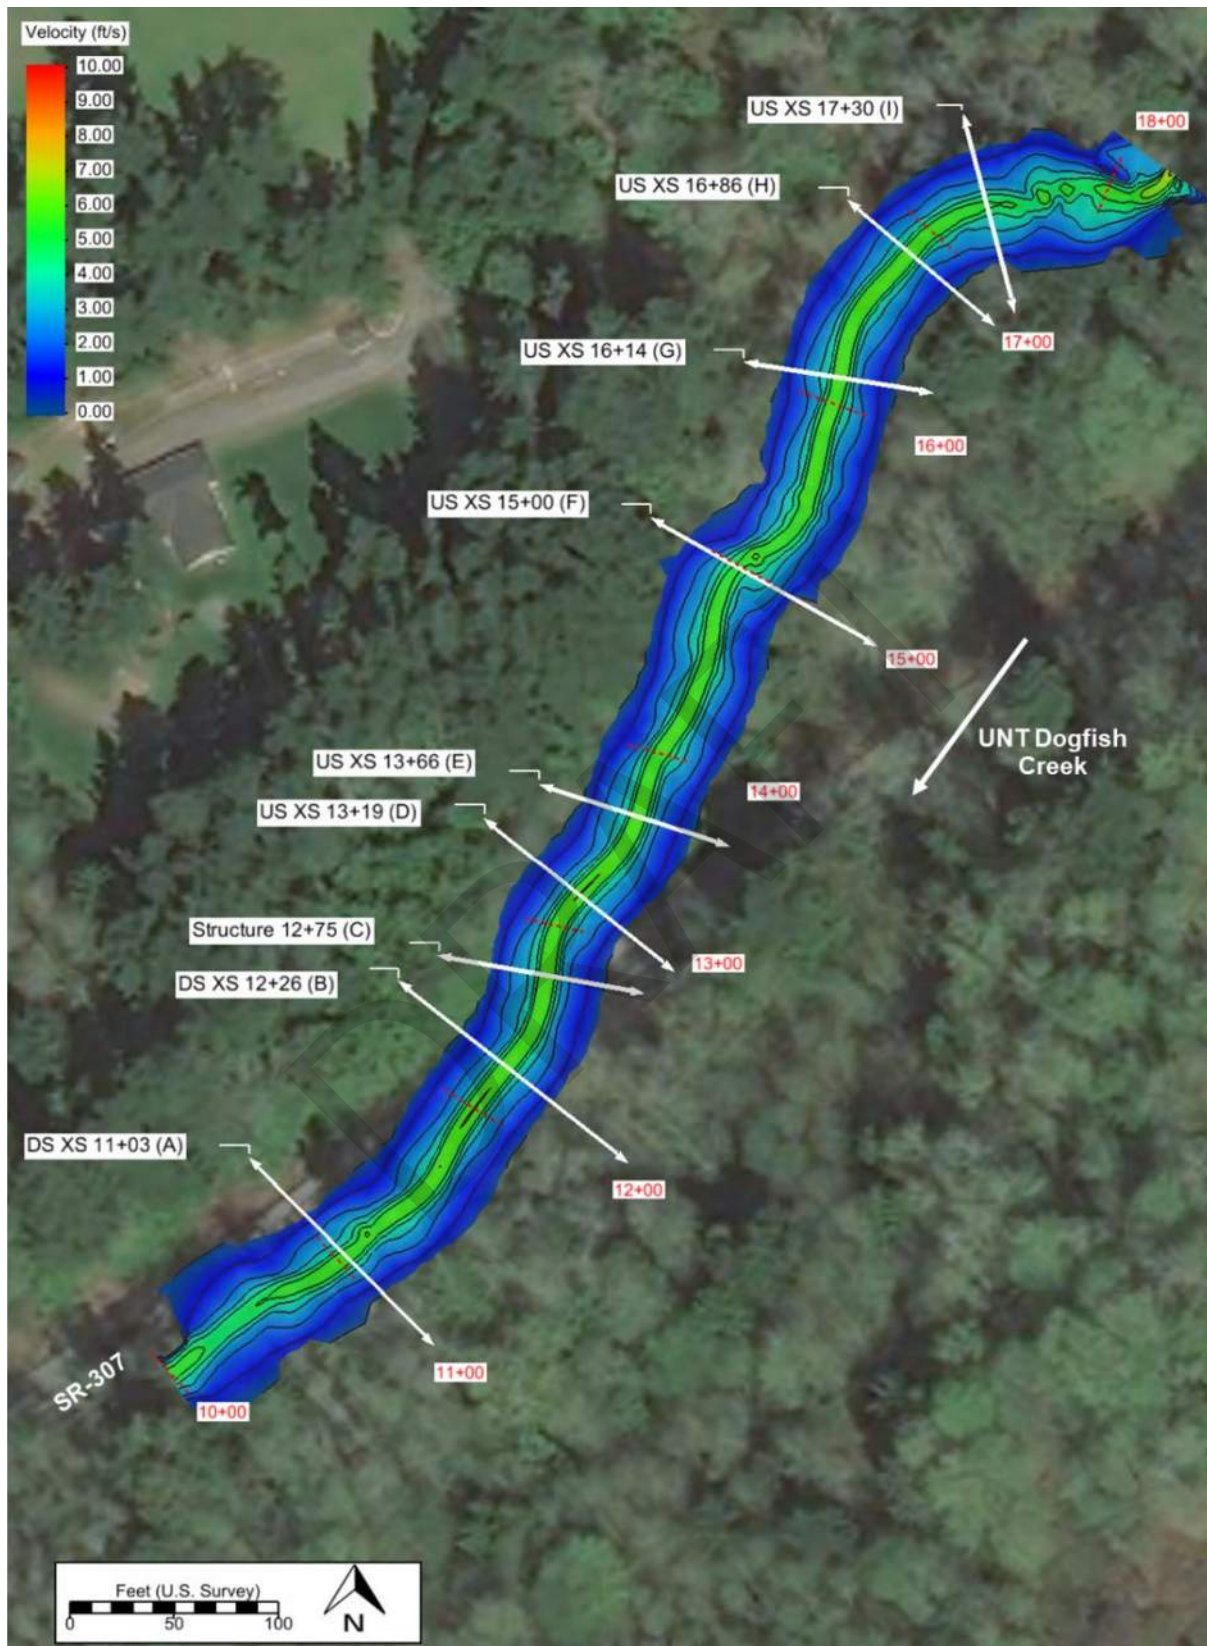 Velocity (ft/s)
10.00
9.00
8.00
7.00
6.00
5.00
4.00
3.00
2.00
1.00
0.00
US XS 17+30 (I)
18+00
US XS 16+86 (H)
17+00
US XS 16+14 (G)
16+00
US XS 15+00 (F)
15+00
UNT Dogfish
Creek
US XS 13+66 (E)
14+00
US XS 13+19 (D)
Structure 12+75 (C)
13+00
DS XS 12+26 (B)
DS XS 11+03 (A)
12+00
SR-307
11+00
10+00
Feet (U.S. Survey)
0 50 100
N
DRAFT